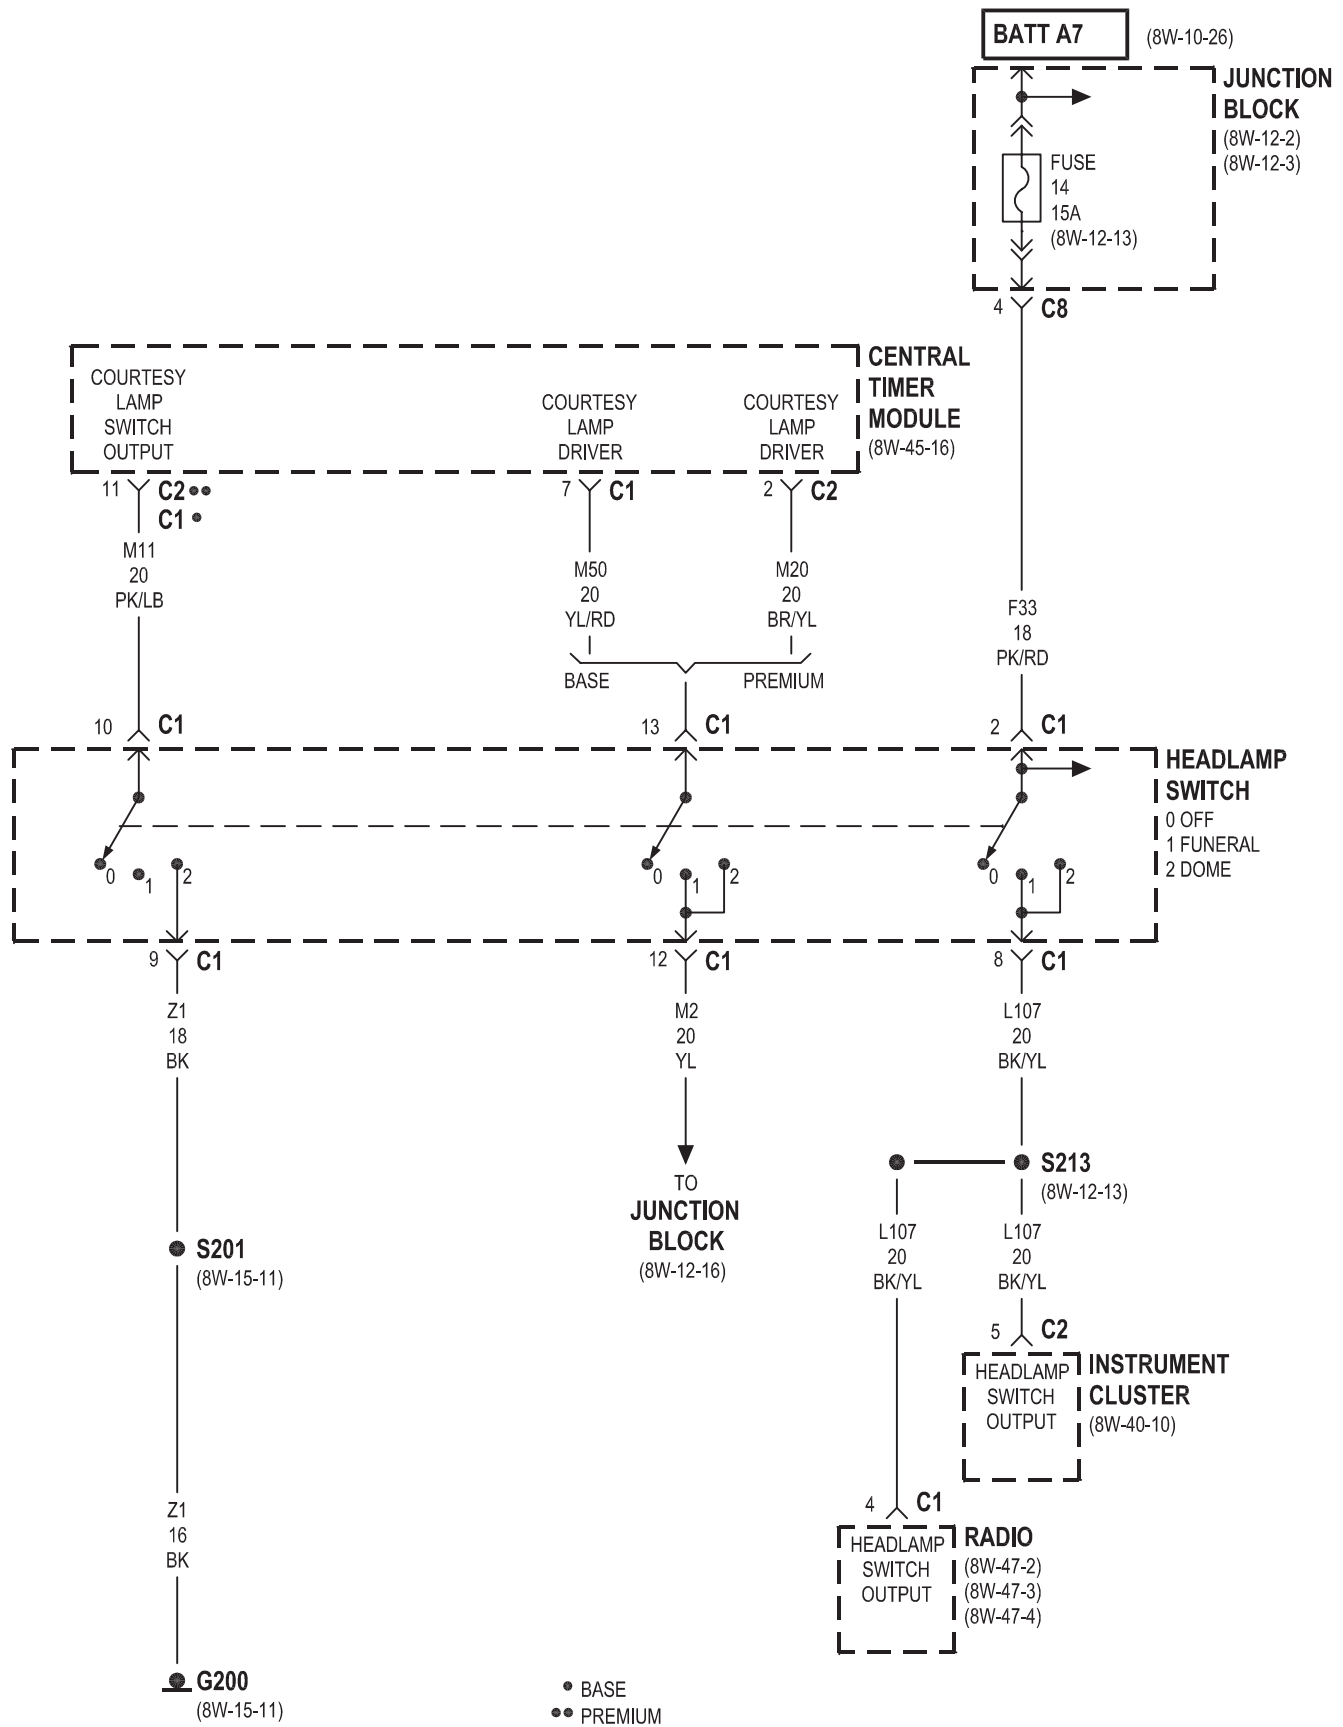 BATT A7
(8W-10-26)
JUNCTION
BLOCK
(8W-12-2)
(8W-12-3)
FUSE
14
15A
(8W-12-13)
4 C8
CENTRAL
TIMER
MODULE
(8W-45-16)
COURTESY
LAMP
SWITCH
OUTPUT
COURTESY
LAMP
DRIVER
COURTESY
LAMP
DRIVER
11 C2
C1
7 C1
2 C2
M11
20
PK/LB
M50
20
YL/RD
M20
20
BR/YL
F33
18
PK/RD
BASE
PREMIUM
10 C1
13 C1
2 C1
HEADLAMP
SWITCH
0 OFF
1 FUNERAL
2 DOME
0 1 2
0 1 2
0 1 2
9 C1
12 C1
8 C1
Z1
18
BK
M2
20
YL
L107
20
BK/YL
TO
JUNCTION
BLOCK
(8W-12-16)
S213
(8W-12-13)
S201
(8W-15-11)
L107
20
BK/YL
L107
20
BK/YL
5 C2
HEADLAMP
SWITCH
OUTPUT
INSTRUMENT
CLUSTER
(8W-40-10)
4 C1
HEADLAMP
SWITCH
OUTPUT
RADIO
(8W-47-2)
(8W-47-3)
(8W-47-4)
Z1
16
BK
G200
(8W-15-11)
BASE
PREMIUM